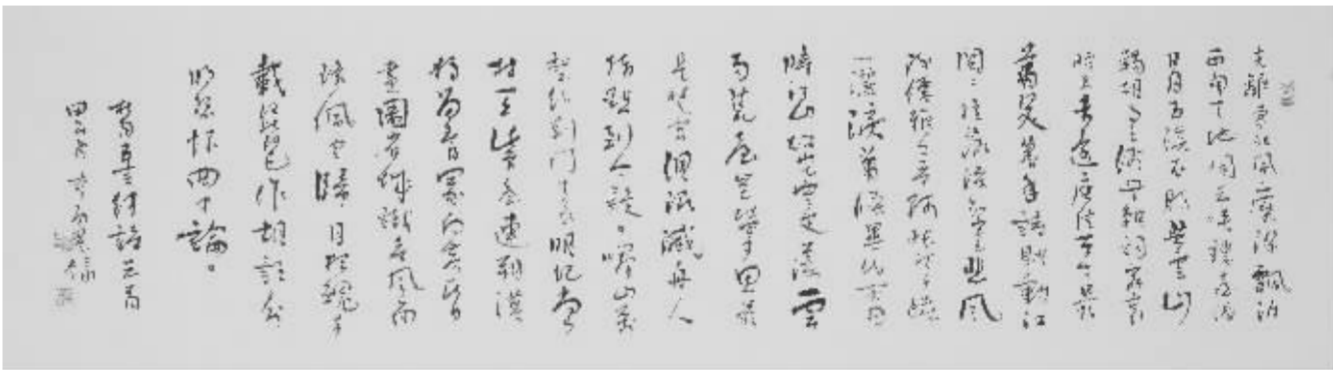 支離東北風塵際飄泊
西南天地間三峽樓臺淹
日月五溪衣服共雲山
羯胡事主終無賴詞客哀
時且未還庾信平生最
蕭瑟暮年詩賦動江
關搖落深知宋玉悲風
流儒雅亦吾師悵望千秋
一灑淚蕭條異代不同
時江山故宅空文藻雲
雨荒臺豈夢思最
是楚宮俱泯滅舟人
指點到今疑群山萬
壑赴荊門生長明妃尚
村一去紫臺連朔漠
獨留青冢向黃昏
畫圖省識春風面
環佩空歸月夜魂千
載琵琶作胡語分
明怨恨曲中論
詩三首